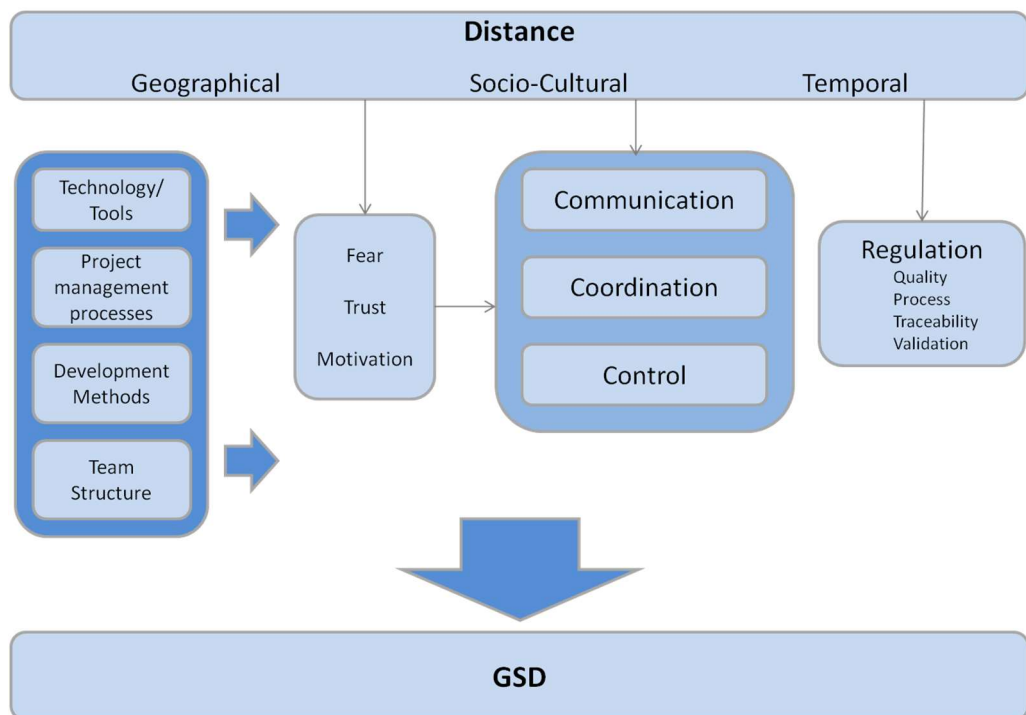 Distance
Geographical Socio-Cultural Temporal
Technology/
Tools
Project
management
processes
Development
Methods
Team
Structure
Fear
Trust
Motivation
Communication
Coordination
Control
Regulation
Quality
Process
Traceability
Validation
GSD